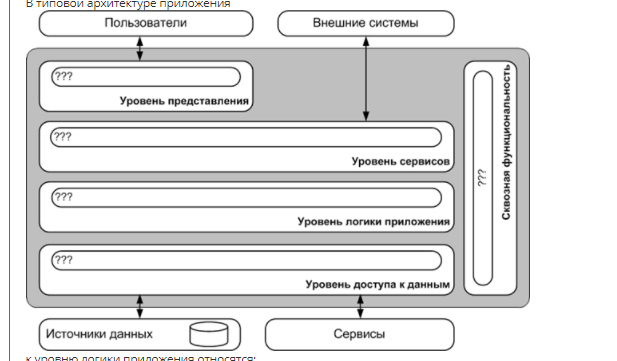 В типовой архитектуре приложения
Пользователи
Внешние системы
???
Уровень представления
???
Уровень сервисов
???
Уровень логики приложения
???
Уровень доступа к данным
???
Сквозная функциональность
Источники данных
Сервисы
к уровню логики приложения относятся: